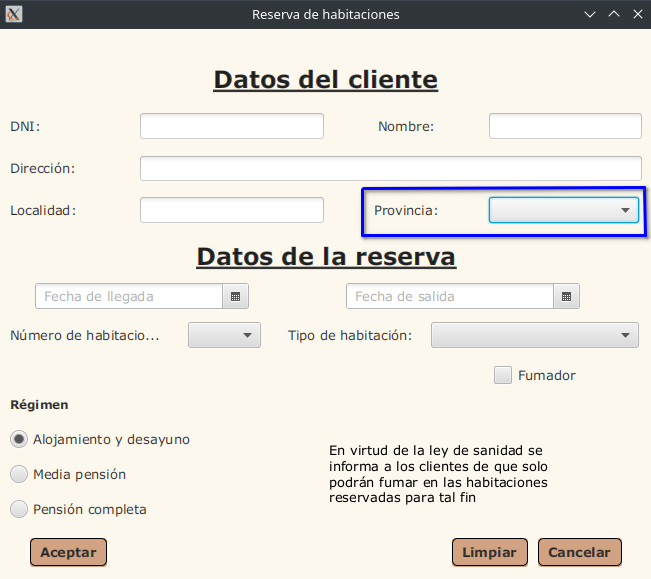 Reserva de habitaciones
Datos del cliente
DNI:
Nombre:
Dirección:
Localidad:
Provincia:
Datos de la reserva
Fecha de llegada
Fecha de salida
Número de habitacio...
Tipo de habitación:
Fumador
Régimen
Alojamiento y desayuno
Media pensión
Pensión completa
En virtud de la ley de sanidad se
informa a los clientes de que solo
podrán fumar en las habitaciones
reservadas para tal fin
Aceptar
Limpiar
Cancelar